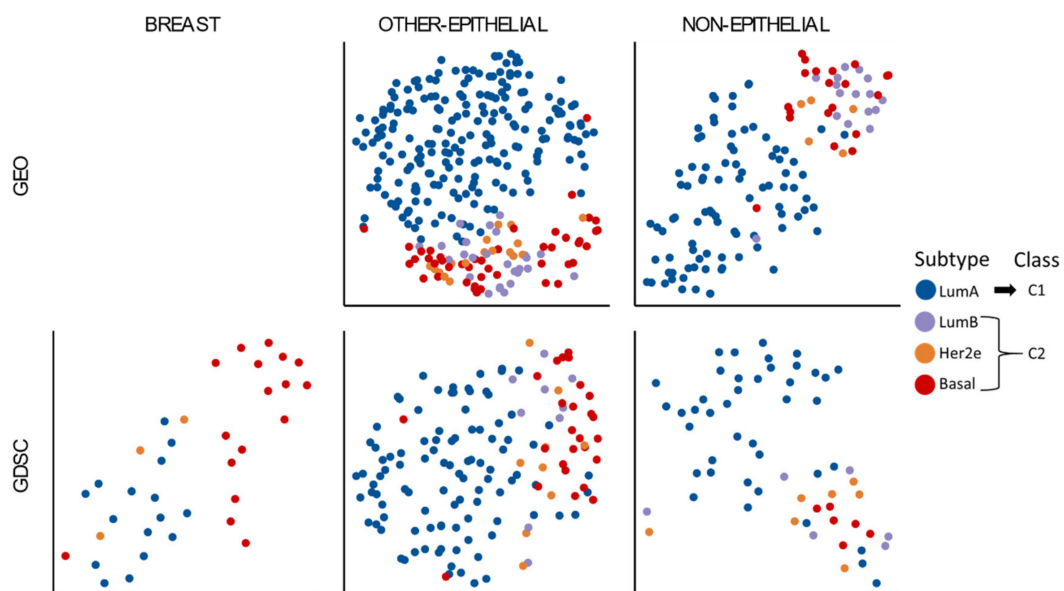 BREAST
OTHER-EPITHELIAL
NON-EPITHELIAL
GEO
Subtype Class
LumA C1
LumB
Her2e C2
Basal
GDSC